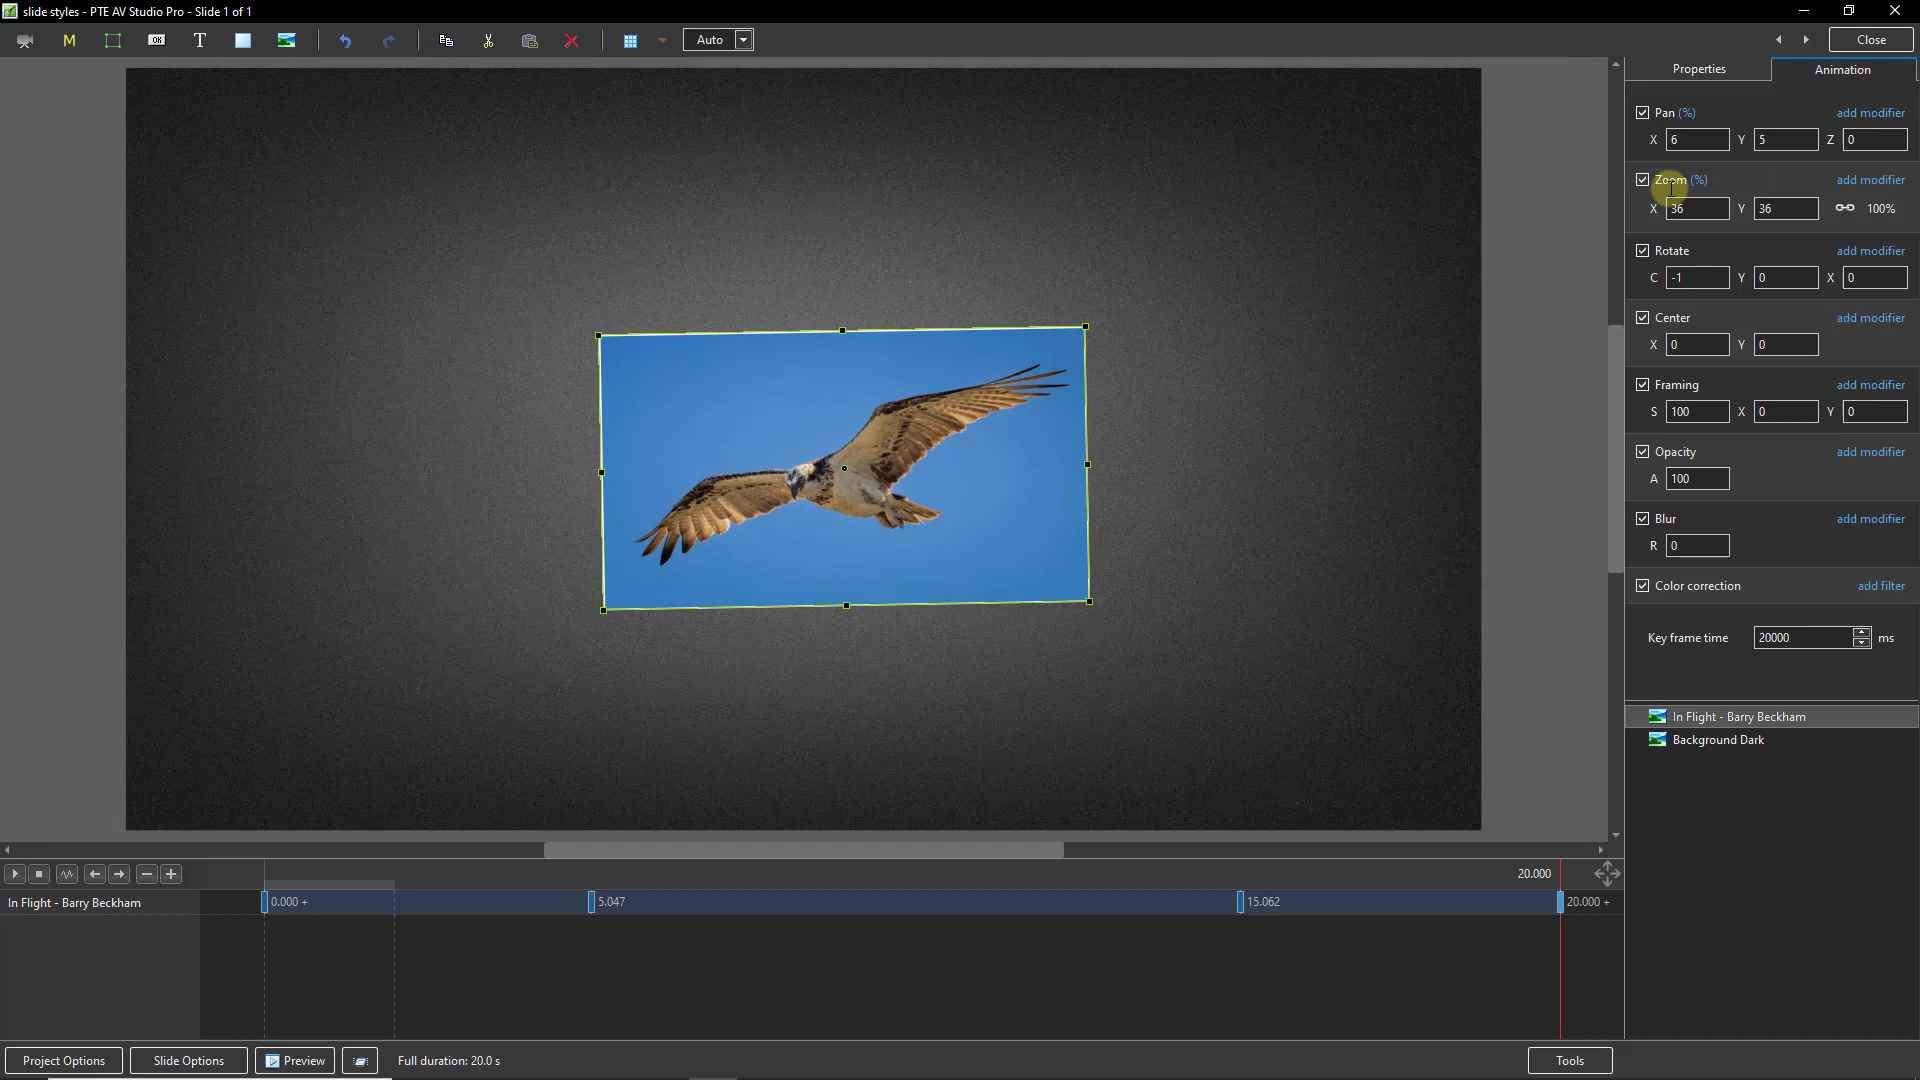 slide styles - PTE AV Studio Pro - Slide 1 of 1
M
OK
T
Auto
Close
Properties
Animation
Pan (%)
add modifier
X 6 Y 5 Z 0
Zoom (%)
add modifier
X 36 Y 36 100%
Rotate
add modifier
C -1 Y 0 X 0
Center
add modifier
X 0 Y 0
Framing
add modifier
S 100 X 0 Y 0
Opacity
add modifier
A 100
Blur
add modifier
R 0
Color correction
add filter
Key frame time 20000 ms
In Flight - Barry Beckham
Background Dark
20.000
In Flight - Barry Beckham
0.000 +
5.047
15.062
20.000 +
Project Options
Slide Options
Preview
Full duration: 20.0 s
Tools